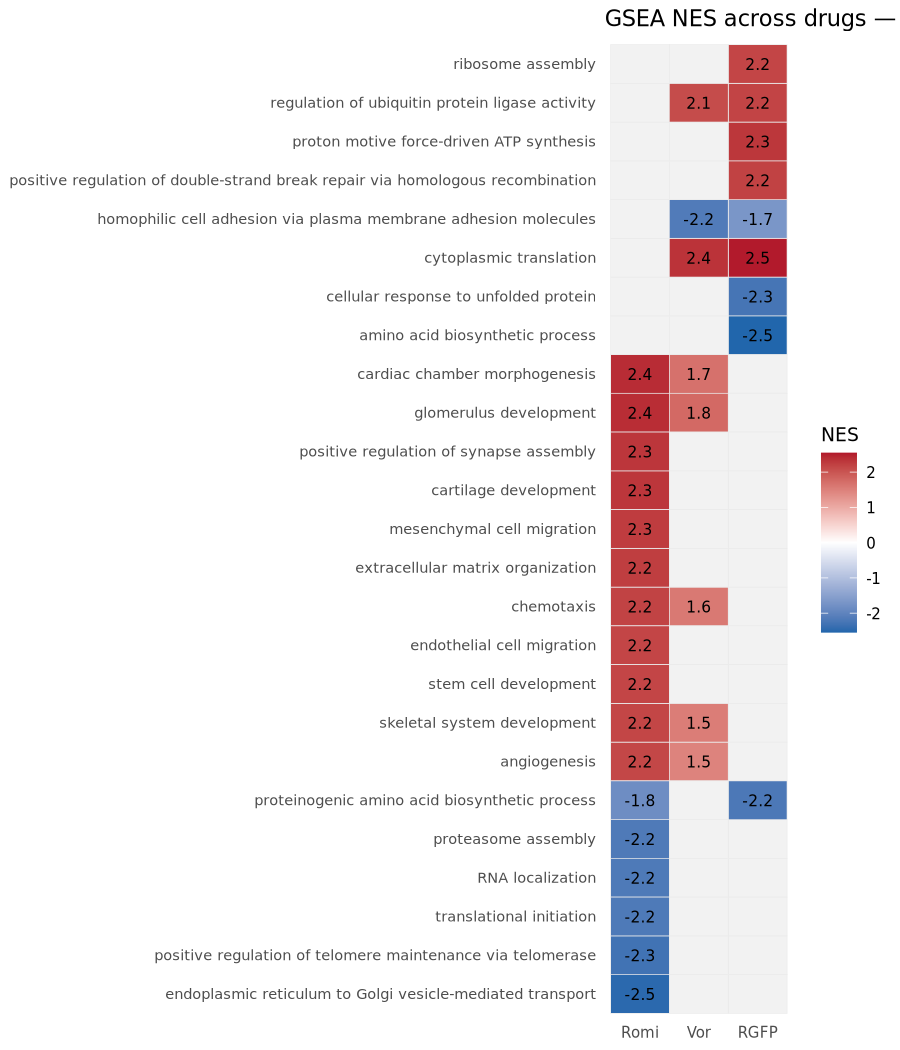 GSEA NES across drugs —
ribosome assembly 2.2
regulation of ubiquitin protein ligase activity 2.1 2.2
proton motive force-driven ATP synthesis 2.3
positive regulation of double-strand break repair via homologous recombination 2.2
homophilic cell adhesion via plasma membrane adhesion molecules -2.2 -1.7
cytoplasmic translation 2.4 2.5
cellular response to unfolded protein -2.3
amino acid biosynthetic process -2.5
cardiac chamber morphogenesis 2.4 1.7
glomerulus development 2.4 1.8
positive regulation of synapse assembly 2.3
cartilage development 2.3
mesenchymal cell migration 2.3
extracellular matrix organization 2.2
chemotaxis 2.2 1.6
endothelial cell migration 2.2
stem cell development 2.2
skeletal system development 2.2 1.5
angiogenesis 2.2 1.5
proteinogenic amino acid biosynthetic process -1.8 -2.2
proteasome assembly -2.2
RNA localization -2.2
translational initiation -2.2
positive regulation of telomere maintenance via telomerase -2.3
endoplasmic reticulum to Golgi vesicle-mediated transport -2.5
Romi Vor RGFP
NES
2
1
0
-1
-2